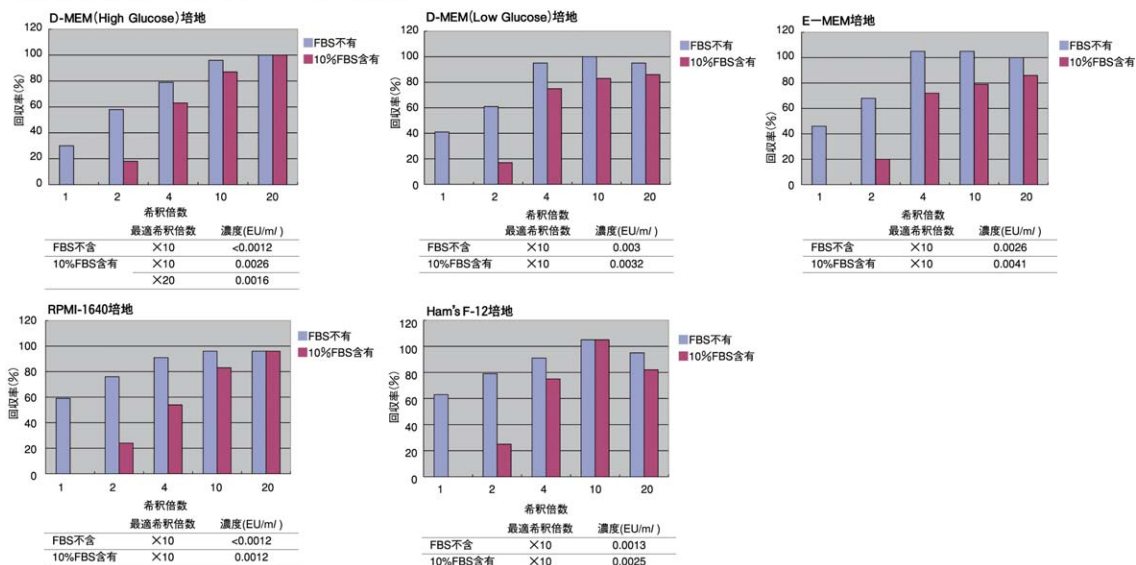 D-MEM(High Glucose)培地
120
100
80
60
40
20
0
回収率(%)
FBS不有
10%FBS含有
1 2 4 10 20
希釈倍数
最適希釈倍数 濃度(EU/ml)
FBS不含 ×10 <0.0012
10%FBS含有 ×10 0.0026
×20 0.0016
D-MEM(Low Glucose)培地
120
100
80
60
40
20
0
回収率(%)
FBS不有
10%FBS含有
1 2 4 10 20
希釈倍数
最適希釈倍数 濃度(EU/ml)
FBS不含 ×10 0.003
10%FBS含有 ×10 0.0032
E-MEM培地
120
100
80
60
40
20
0
回収率(%)
FBS不有
10%FBS含有
1 2 4 10 20
希釈倍数
最適希釈倍数 濃度(EU/ml)
FBS不含 ×10 0.0026
10%FBS含有 ×10 0.0041
RPMI-1640培地
120
100
80
60
40
20
0
回収率(%)
FBS不有
10%FBS含有
1 2 4 10 20
希釈倍数
最適希釈倍数 濃度(EU/ml)
FBS不含 ×10 <0.0012
10%FBS含有 ×10 0.0012
Ham's F-12培地
120
100
80
60
40
20
0
回収率(%)
FBS不有
10%FBS含有
1 2 4 10 20
希釈倍数
最適希釈倍数 濃度(EU/ml)
FBS不含 ×10 0.0013
10%FBS含有 ×10 0.0025